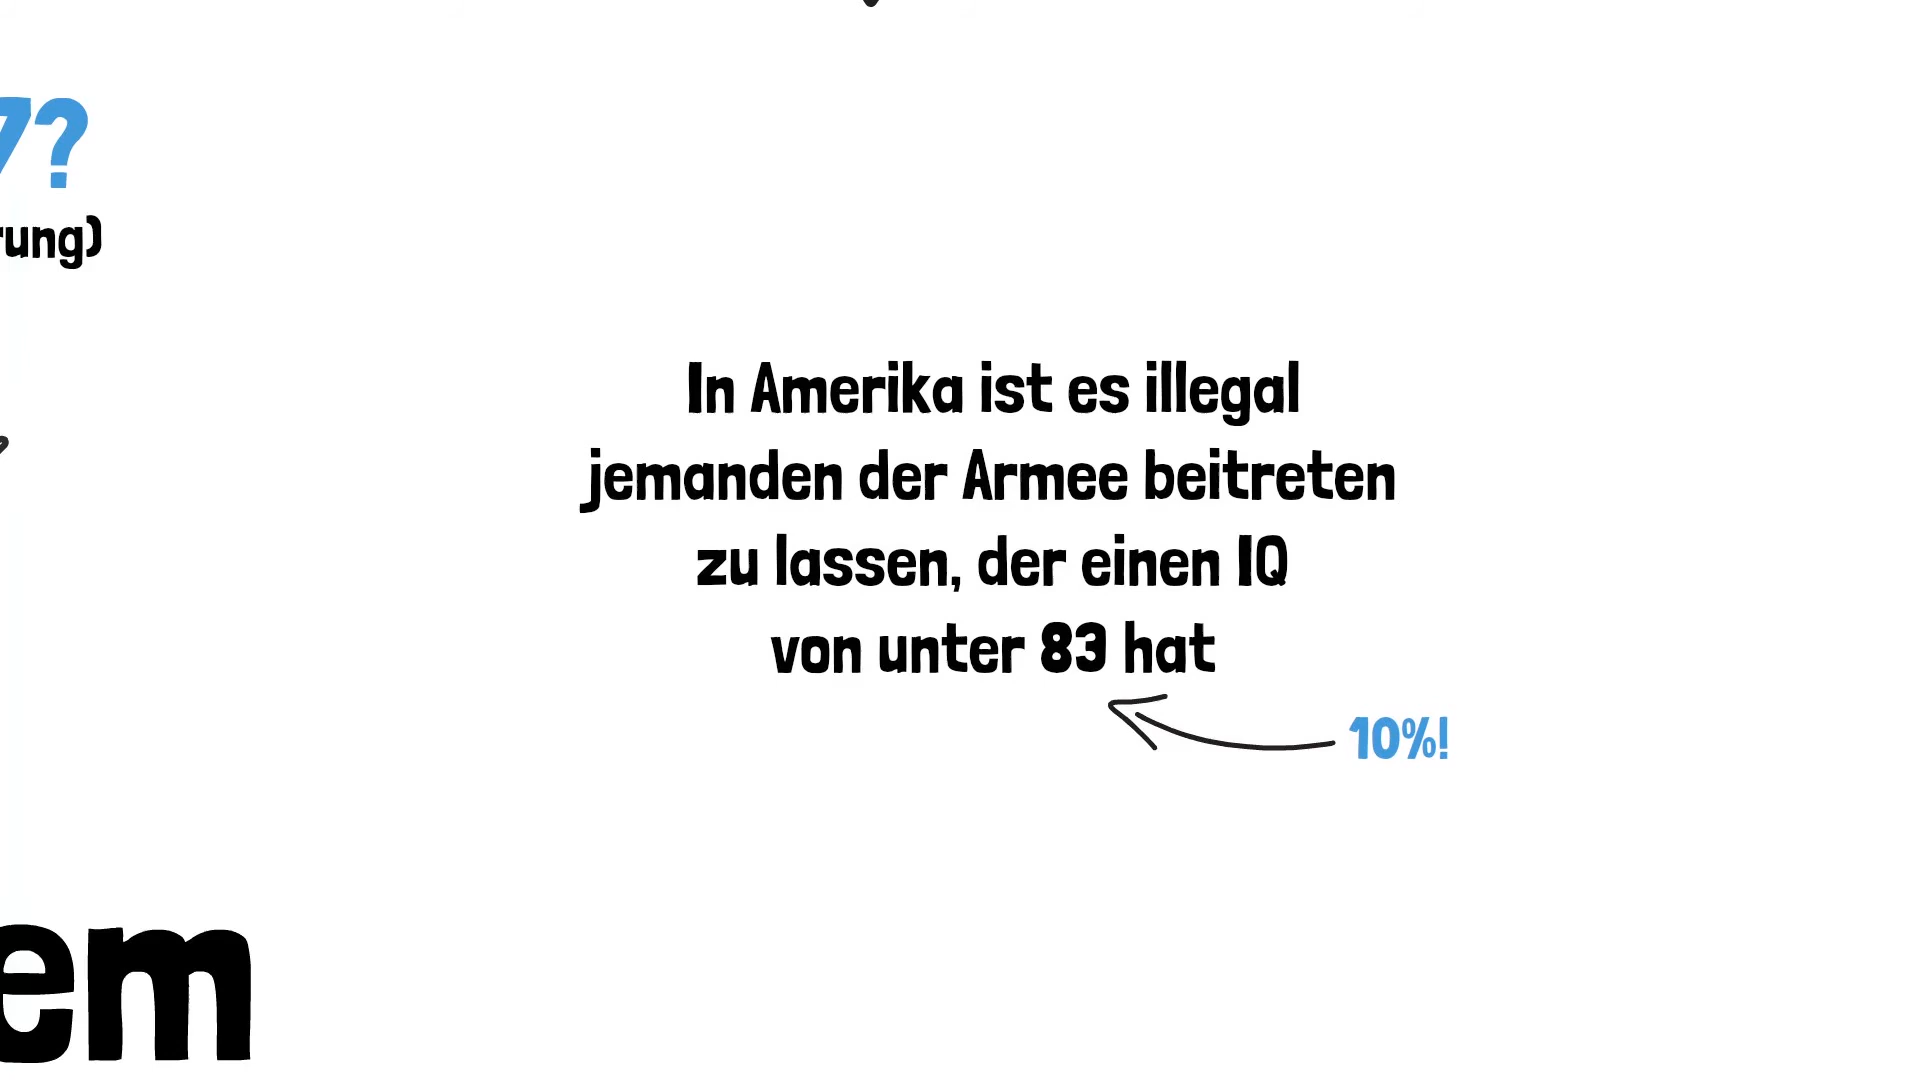 7?
rung)
In Amerika ist es illegal
jemanden der Armee beitreten
zu lassen, der einen IQ
von unter 83 hat
10%!
em